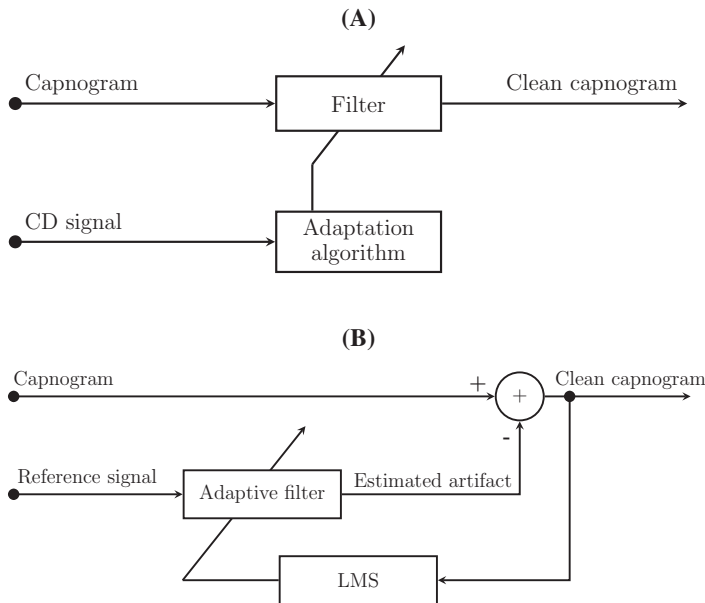 (A)
Capnogram
Clean capnogram
Filter
CD signal
Adaptation
algorithm
(B)
Capnogram
+
+
Clean capnogram
-
Reference signal
Adaptive filter
Estimated artifact
LMS